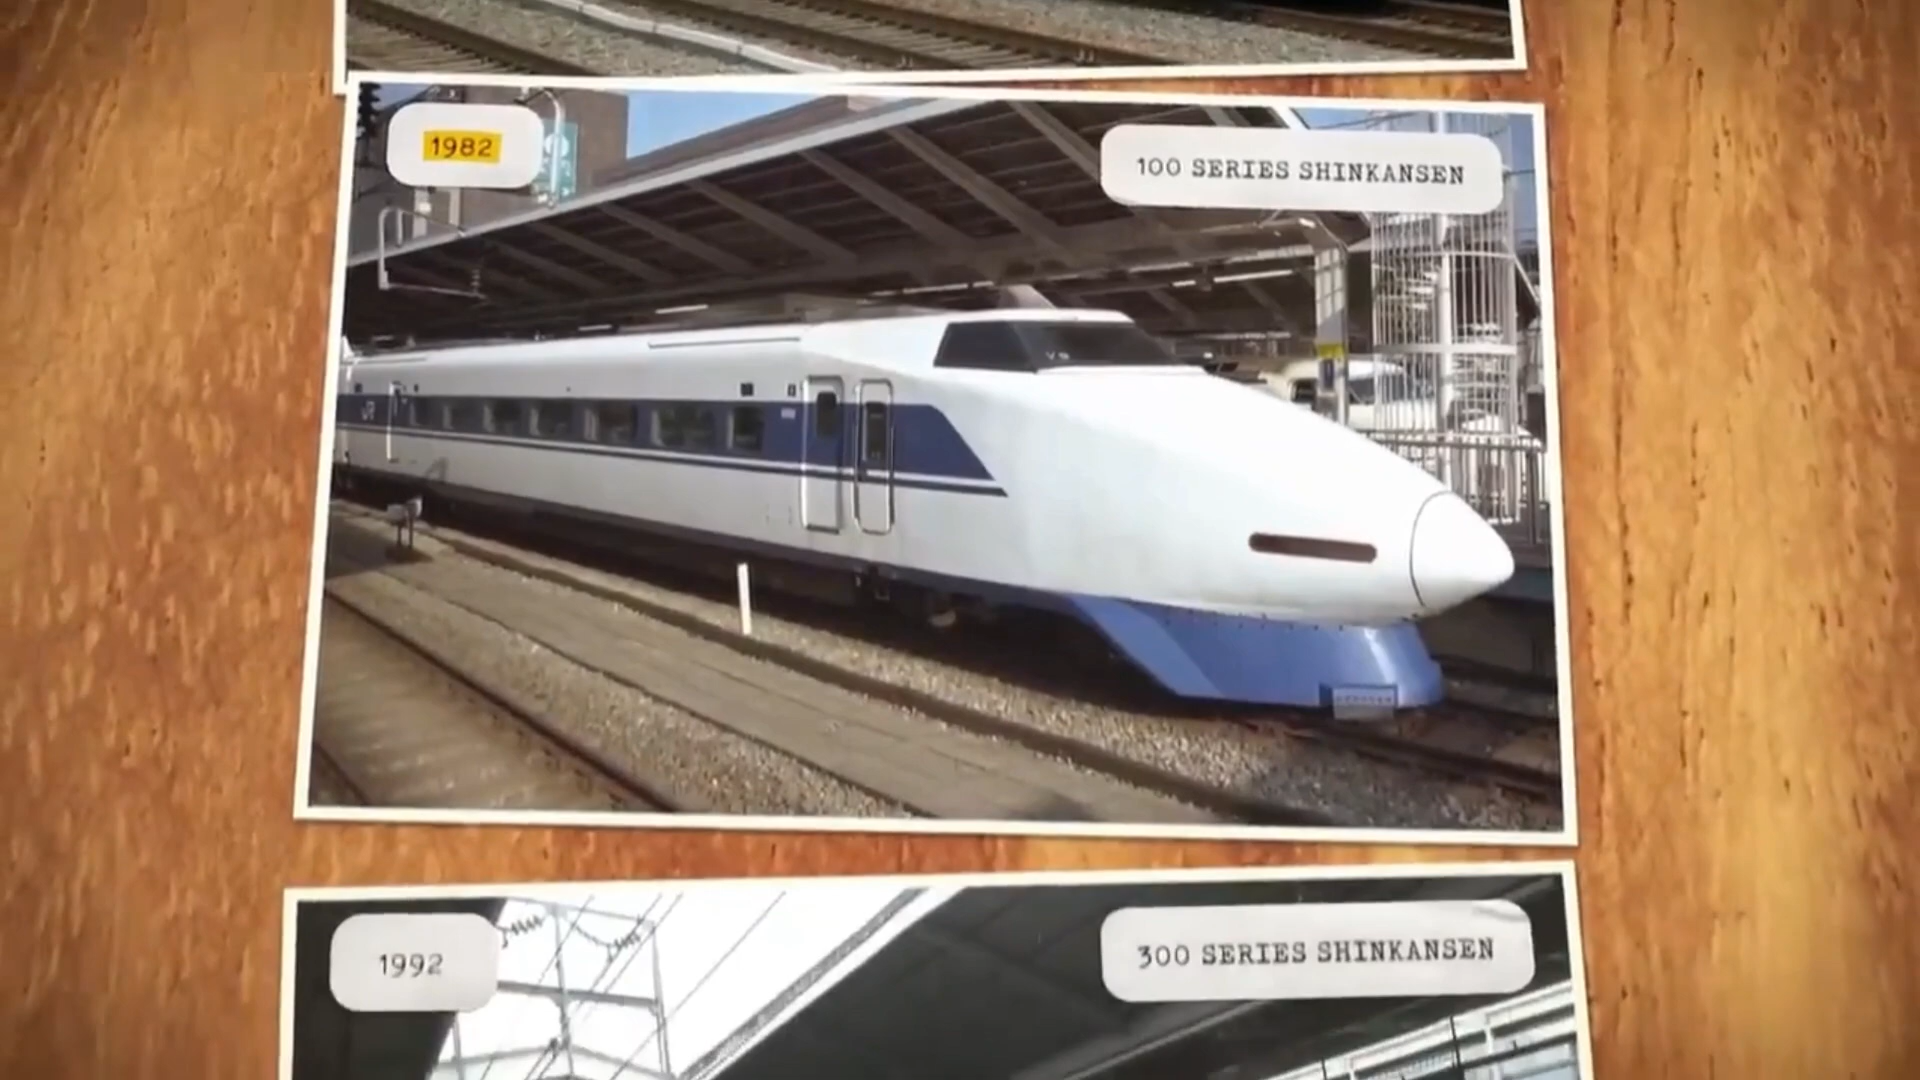 1982
100 SERIES SHINKANSEN
1992
300 SERIES SHINKANSEN